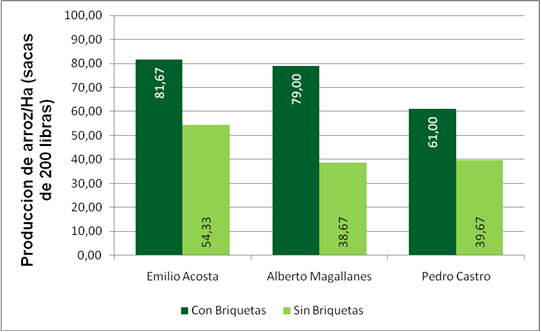 Produccion de arroz/Ha (sacas
de 200 libras)
100,00
90,00
80,00
70,00
60,00
50,00
40,00
30,00
20,00
10,00
0,00
81,67
54,33
79,00
38,67
61,00
39,67
Emilio Acosta
Alberto Magallanes
Pedro Castro
Con Briquetas
Sin Briquetas